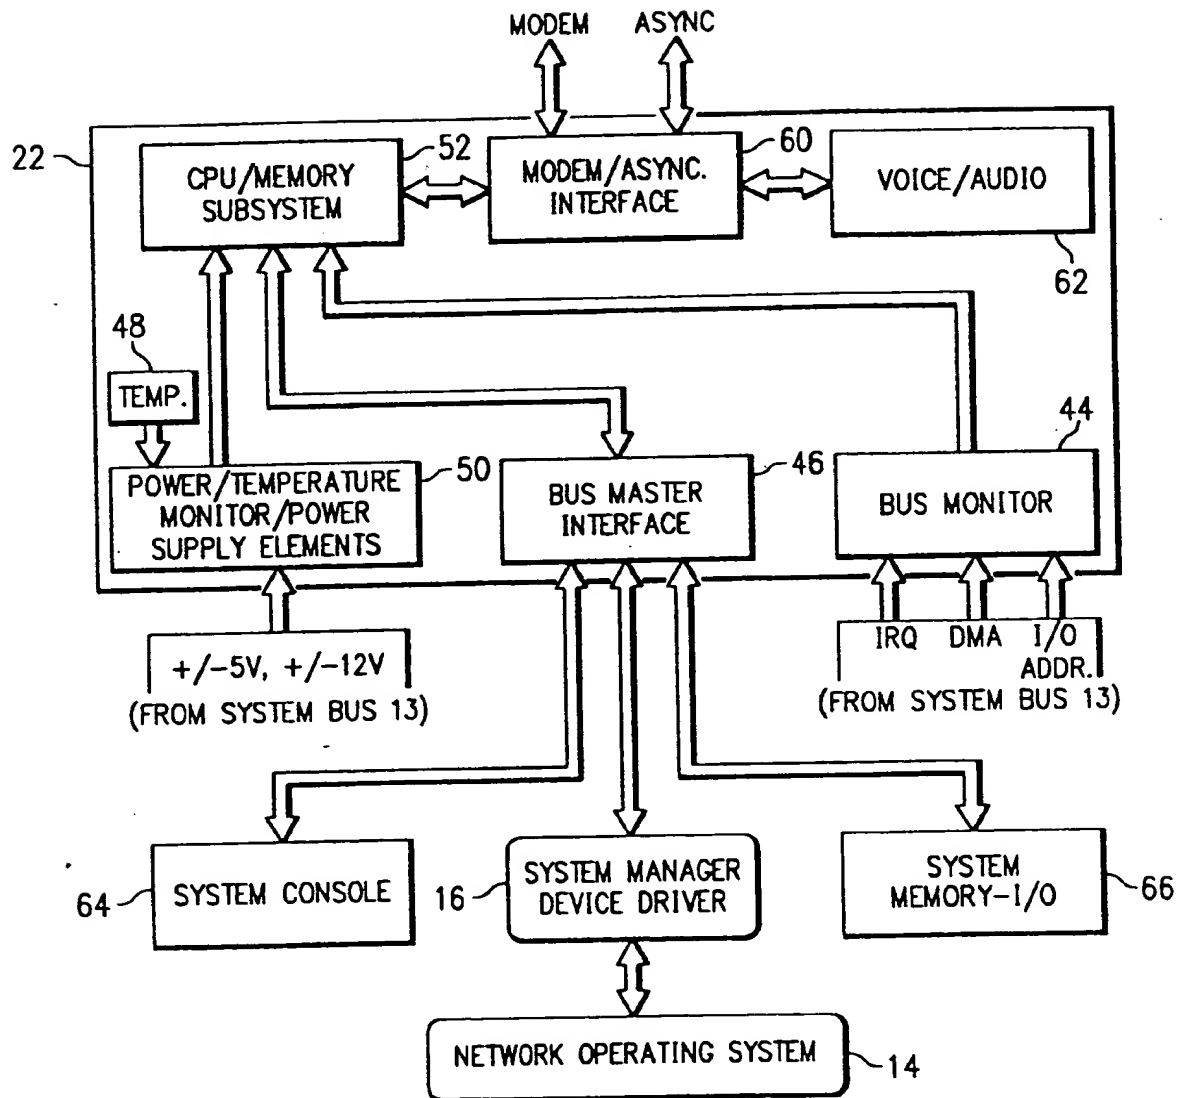 MODEM
ASYNC
22
52
CPU/MEMORY
SUBSYSTEM
60
MODEM/ASYNC.
INTERFACE
VOICE/AUDIO
62
48
TEMP.
50
POWER/TEMPERATURE
MONITOR/POWER
SUPPLY ELEMENTS
46
BUS MASTER
INTERFACE
44
BUS MONITOR
+/-5V, +/-12V
(FROM SYSTEM BUS 13)
IRQ DMA I/O
ADDR.
(FROM SYSTEM BUS 13)
64
SYSTEM CONSOLE
16
SYSTEM MANAGER
DEVICE DRIVER
SYSTEM
MEMORY-I/O
66
NETWORK OPERATING SYSTEM
14